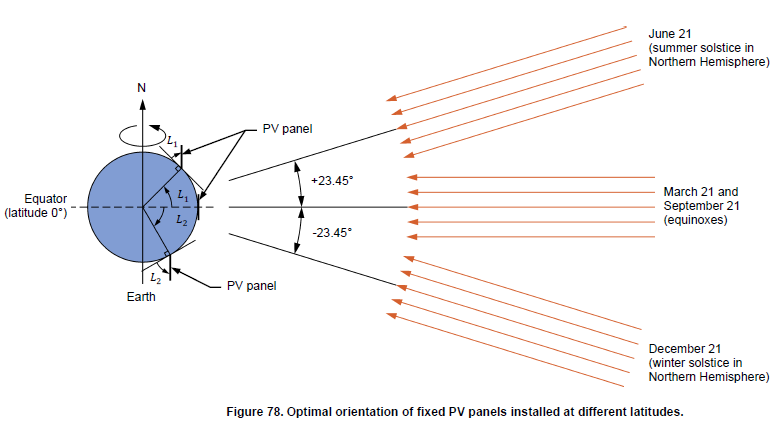 June 21
(summer solstice in
Northern Hemisphere)
N
L₁
PV panel
+23.45°
L₁
Equator
(latitude 0°)
L₂
March 21 and
September 21
(equinoxes)
-23.45°
L₂
PV panel
Earth
December 21
(winter solstice in
Northern Hemisphere)
Figure 78. Optimal orientation of fixed PV panels installed at different latitudes.